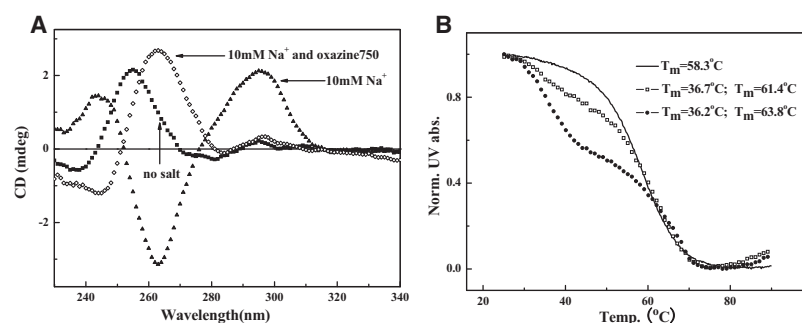 A
10mM Na⁺ and oxazine750
10mM Na⁺
no salt
CD (mdeg)
2
0
-2
240 260 280 300 320 340
Wavelength(nm)
B
Tm=58.3°C
Tm=36.7°C; Tm=61.4°C
Tm=36.2°C; Tm=63.8°C
Norm. UV abs.
0.8
0.4
0.0
20 40 60 80
Temp. (°C)